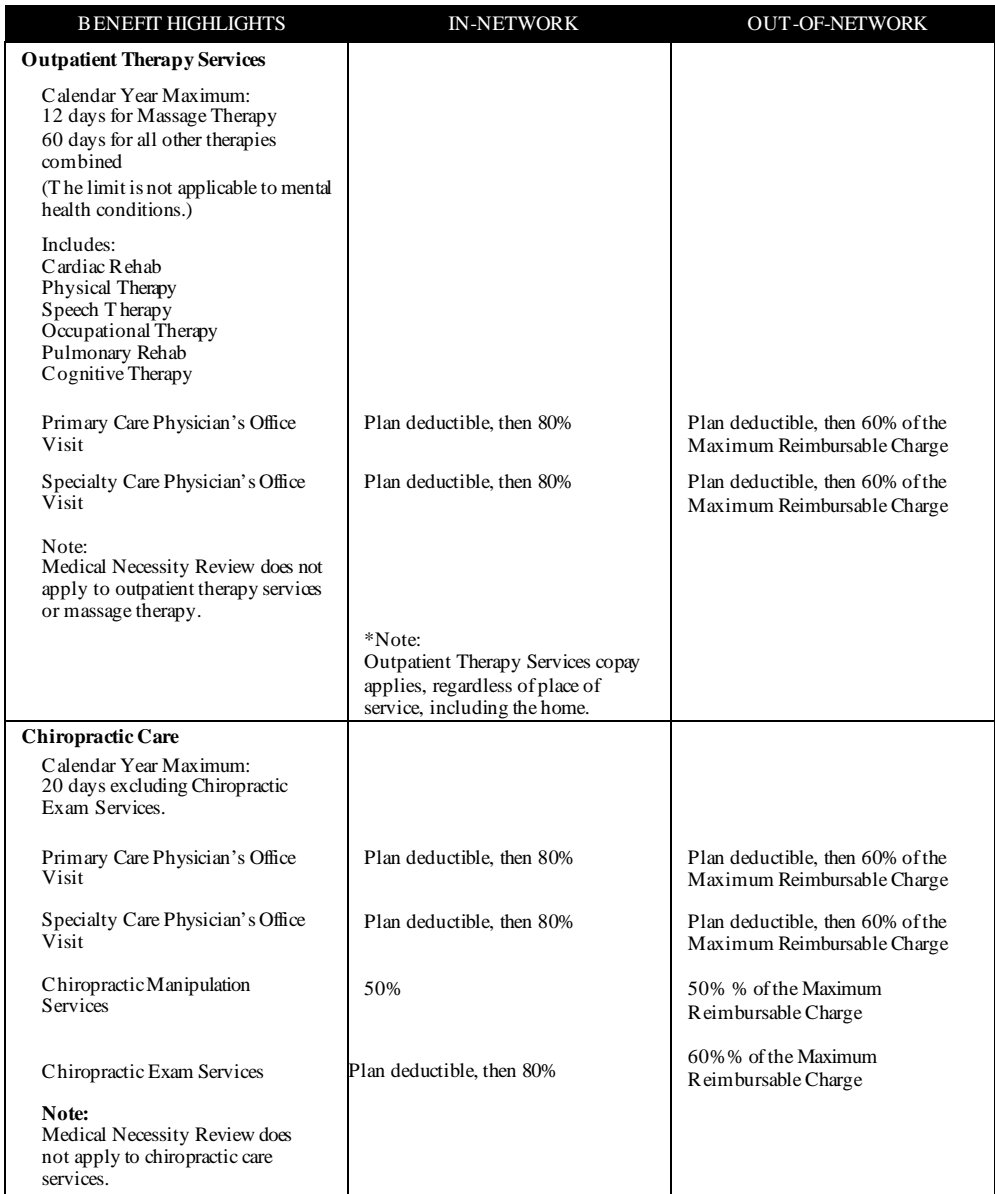 BENEFIT HIGHLIGHTS IN-NETWORK OUT-OF-NETWORK
Outpatient Therapy Services
Calendar Year Maximum:
12 days for Massage Therapy
60 days for all other therapies
combined
(The limit is not applicable to mental
health conditions.)
Includes:
Cardiac Rehab
Physical Therapy
Speech Therapy
Occupational Therapy
Pulmonary Rehab
Cognitive Therapy
Primary Care Physician’s Office
Visit
Plan deductible, then 80%
Plan deductible, then 60% of the
Maximum Reimbursable Charge
Specialty Care Physician’s Office
Visit
Plan deductible, then 80%
Plan deductible, then 60% of the
Maximum Reimbursable Charge
Note:
Medical Necessity Review does not
apply to outpatient therapy services
or massage therapy.
*Note:
Outpatient Therapy Services copay
applies, regardless of place of
service, including the home.
Chiropractic Care
Calendar Year Maximum:
20 days excluding Chiropractic
Exam Services.
Primary Care Physician’s Office
Visit
Plan deductible, then 80%
Plan deductible, then 60% of the
Maximum Reimbursable Charge
Specialty Care Physician’s Office
Visit
Plan deductible, then 80%
Plan deductible, then 60% of the
Maximum Reimbursable Charge
Chiropractic Manipulation
Services
50%
50% % of the Maximum
Reimbursable Charge
Chiropractic Exam Services
Plan deductible, then 80%
60%% of the Maximum
Reimbursable Charge
Note:
Medical Necessity Review does
not apply to chiropractic care
services.